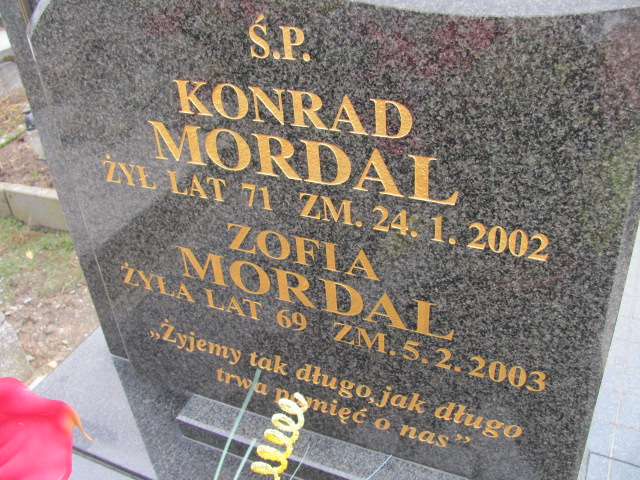 Ś.P.
KONRAD
MORDAL
ŻYŁ LAT 71 ZM. 24.1.2002
ZOFIA
MORDAL
ŻYŁA LAT 69 ZM. 5.2.2003
„Żyjemy tak długo, jak długo
trwa pamięć o nas”